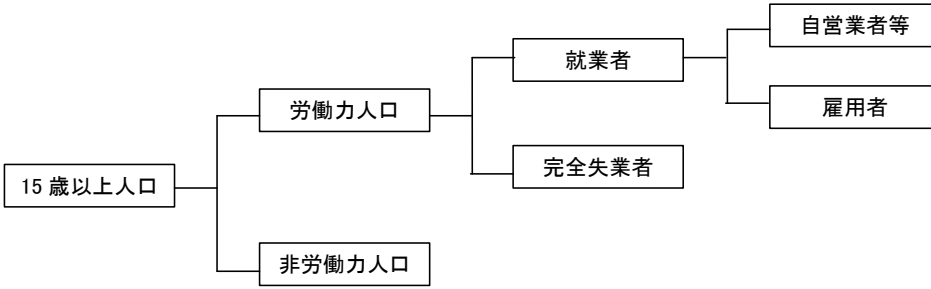 自営業者等
就業者
雇用者
労働力人口
完全失業者
15 歳以上人口
非労働力人口